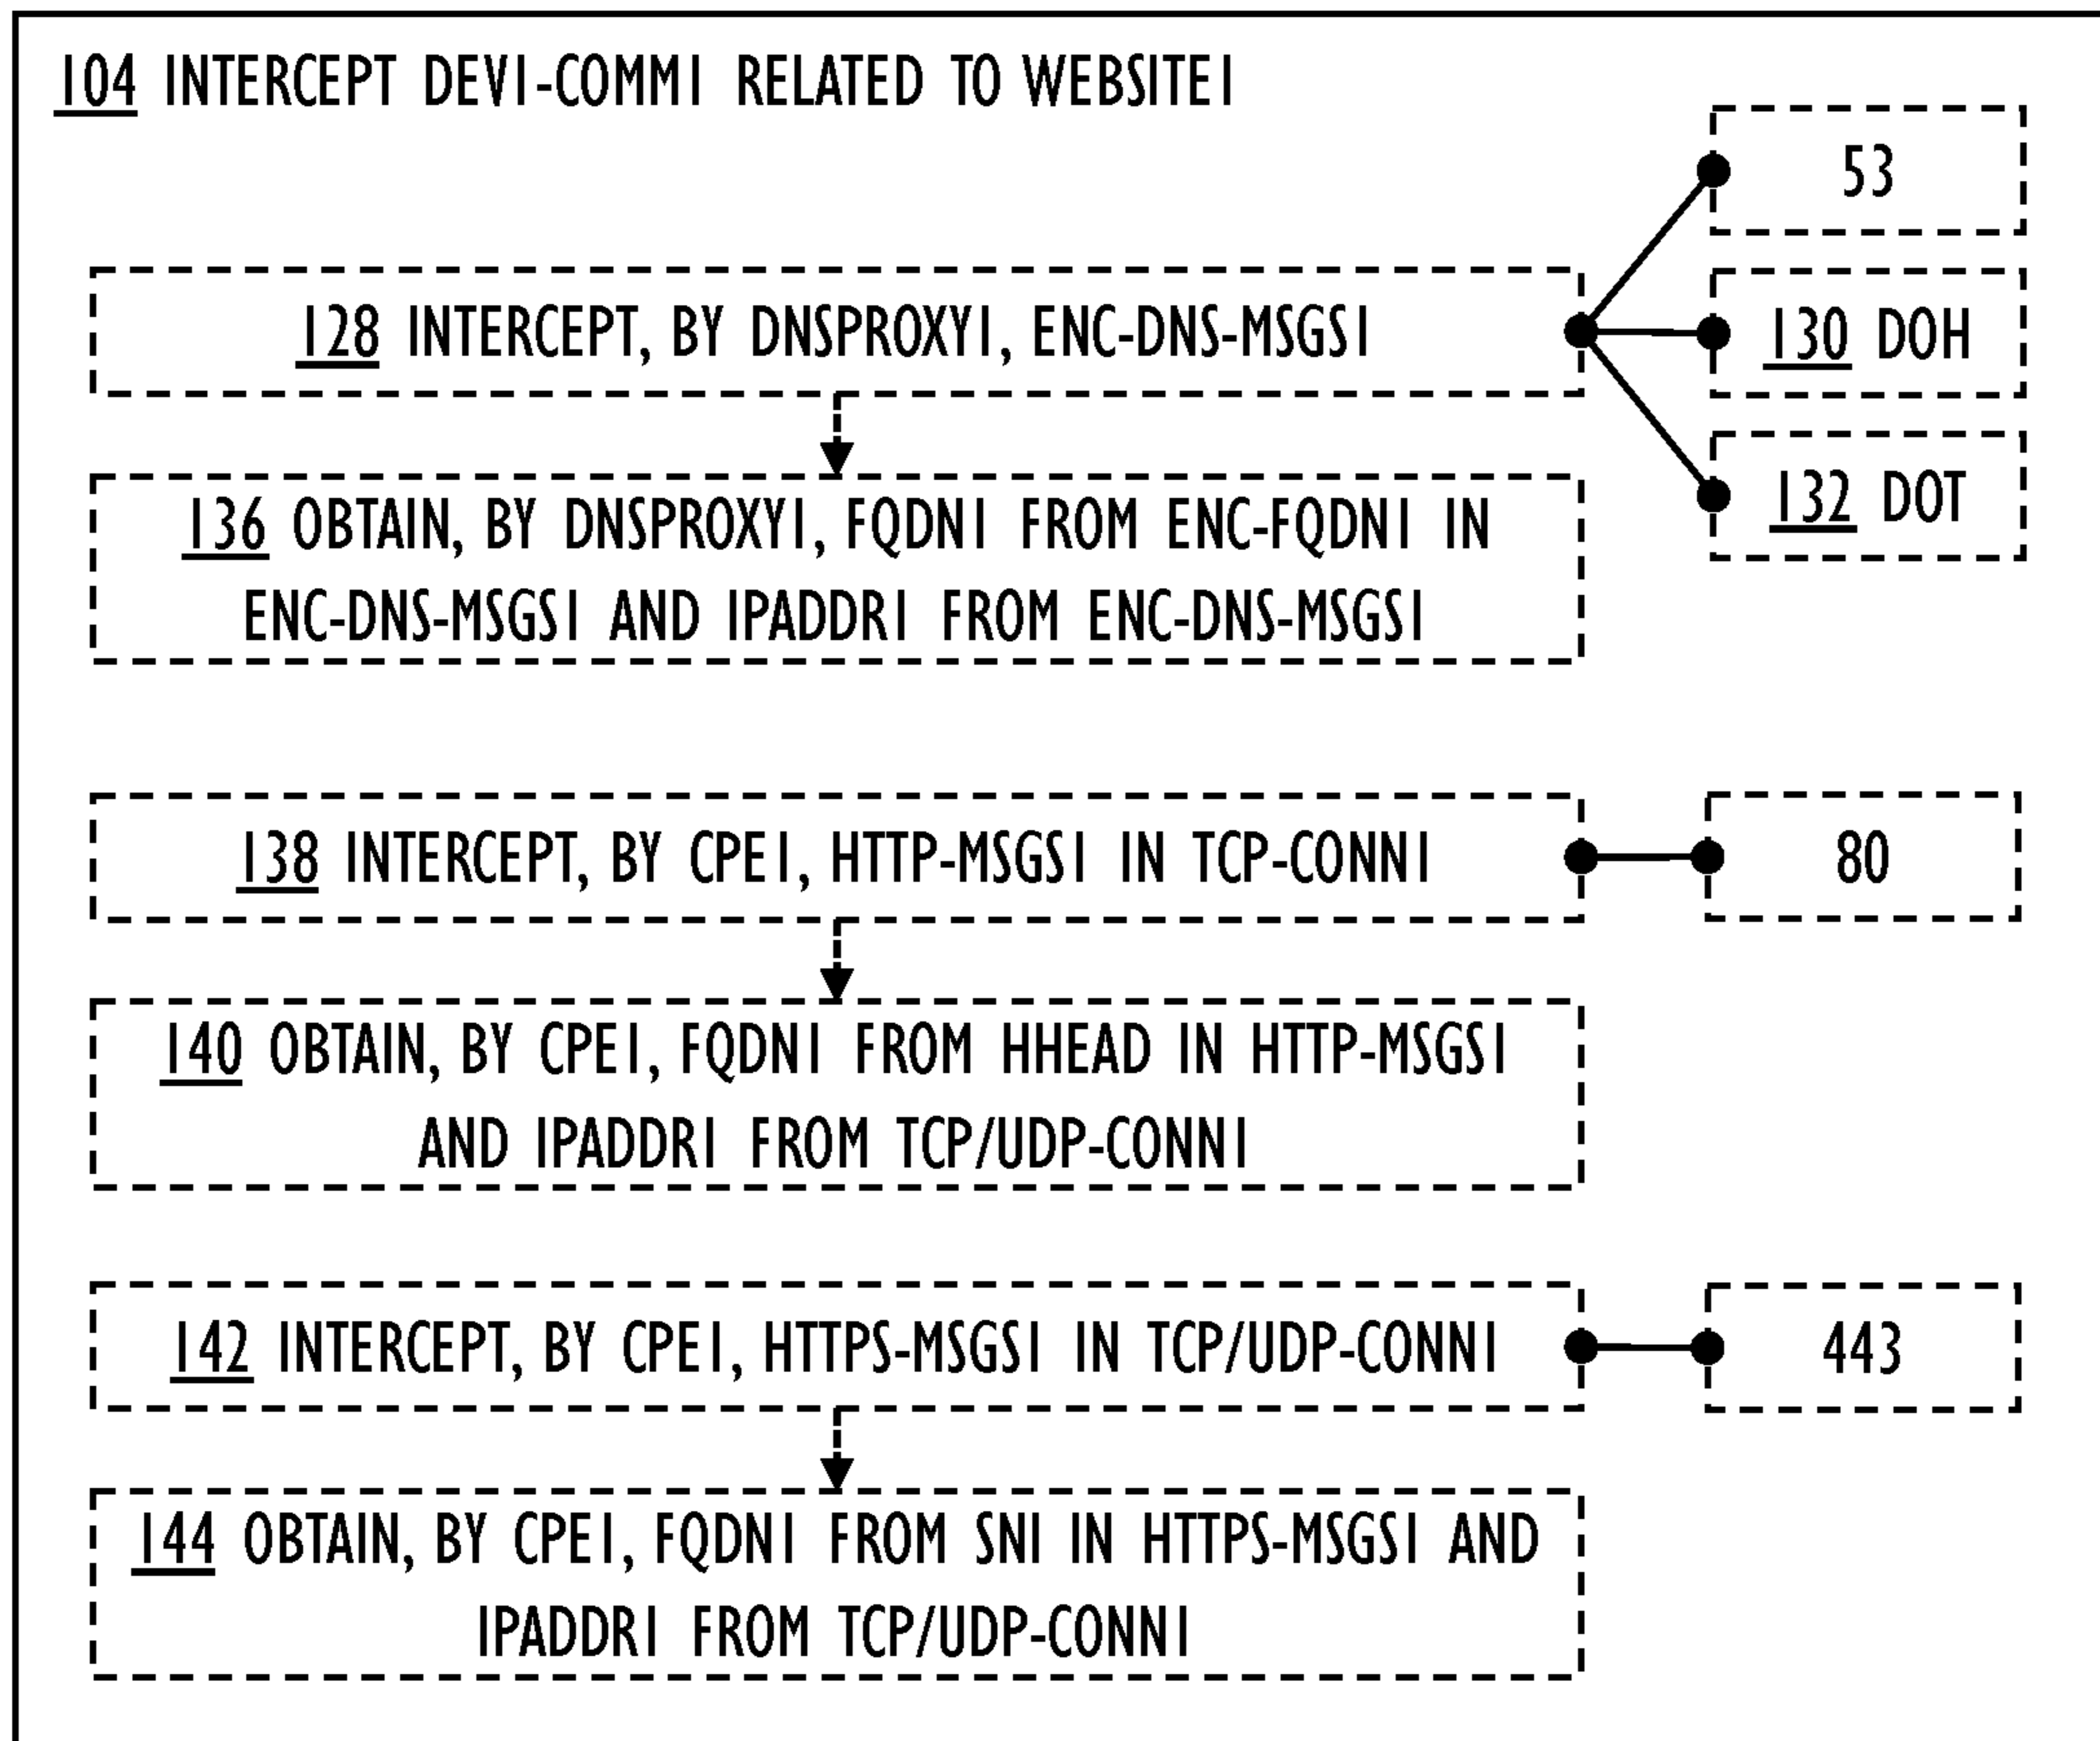 104 INTERCEPT DEV1-COMM1 RELATED TO WEBSITE1
53
128 INTERCEPT, BY DNSPROXY1, ENC-DNS-MSGS1
130 DOH
132 DOT
136 OBTAIN, BY DNSPROXY1, FQDN1 FROM ENC-FQDN1 IN
ENC-DNS-MSGS1 AND IPADDR1 FROM ENC-DNS-MSGS1
138 INTERCEPT, BY CPE1, HTTP-MSGS1 IN TCP-CONN1
80
140 OBTAIN, BY CPE1, FQDN1 FROM HHEAD IN HTTP-MSGS1
AND IPADDR1 FROM TCP/UDP-CONN1
142 INTERCEPT, BY CPE1, HTTPS-MSGS1 IN TCP/UDP-CONN1
443
144 OBTAIN, BY CPE1, FQDN1 FROM SNI IN HTTPS-MSGS1 AND
IPADDR1 FROM TCP/UDP-CONN1